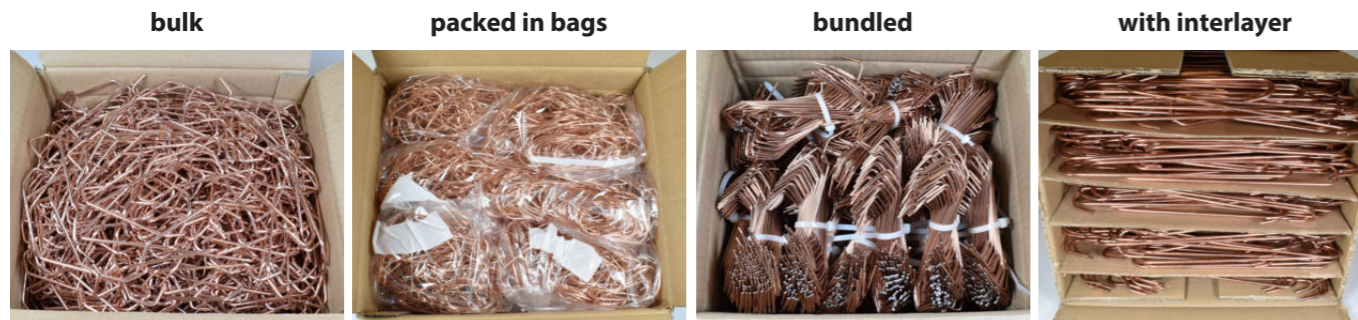 bulk
packed in bags
bundled
with interlayer